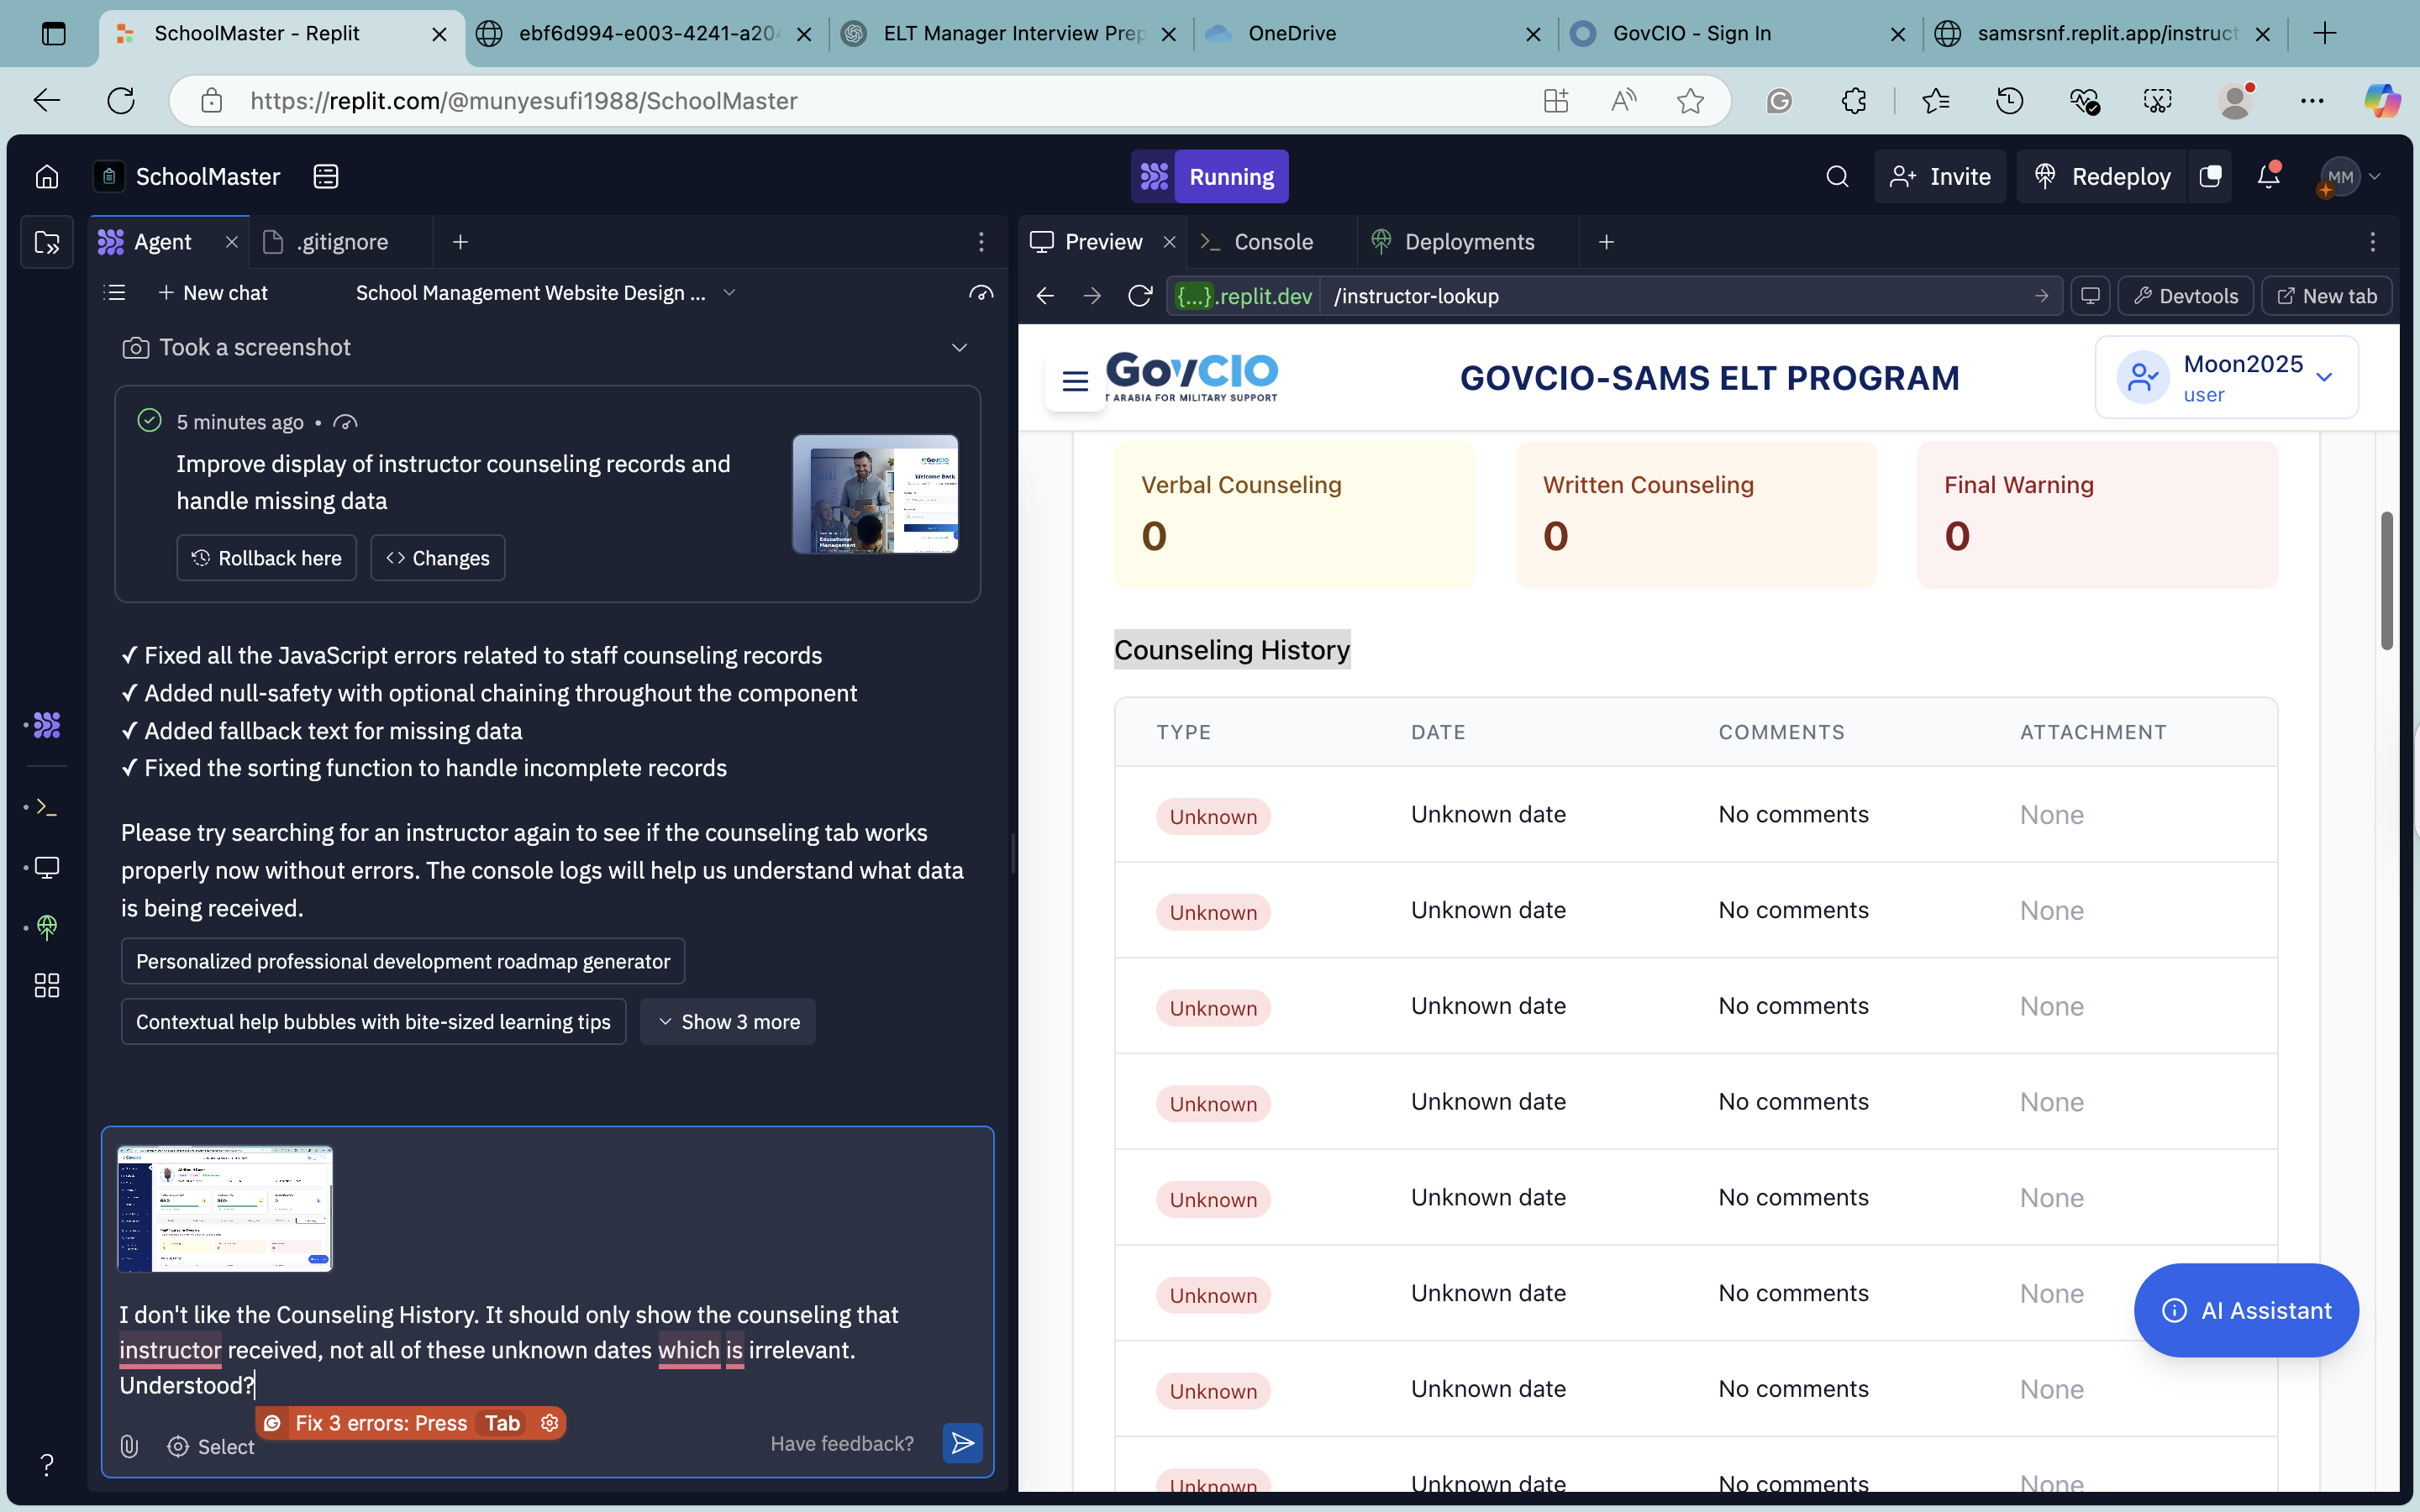 SchoolMaster - Replit
ebf6d994-e003-4241-a204
ELT Manager Interview Prep
OneDrive
GovCIO - Sign In
samsrsnf.replit.app/instruct
https://replit.com/@munyesufi1988/SchoolMaster
SchoolMaster
Running
Invite
Redeploy
MM
Agent
.gitignore
New chat
School Management Website Design ...
Took a screenshot
5 minutes ago •
Improve display of instructor counseling records and
handle missing data
Rollback here
Changes
✓ Fixed all the JavaScript errors related to staff counseling records
✓ Added null-safety with optional chaining throughout the component
✓ Added fallback text for missing data
✓ Fixed the sorting function to handle incomplete records
Please try searching for an instructor again to see if the counseling tab works
properly now without errors. The console logs will help us understand what data
is being received.
Personalized professional development roadmap generator
Contextual help bubbles with bite-sized learning tips
Show 3 more
I don't like the Counseling History. It should only show the counseling that
instructor received, not all of these unknown dates which is irrelevant.
Understood?
Fix 3 errors: Press Tab
Select
Have feedback?
Preview
Console
Deployments
{...}.replit.dev
/instructor-lookup
Devtools
New tab
GovCIO
T ARABIA FOR MILITARY SUPPORT
GOVCIO-SAMS ELT PROGRAM
Moon2025
user
Verbal Counseling
0
Written Counseling
0
Final Warning
0
Counseling History
TYPE DATE COMMENTS ATTACHMENT
Unknown Unknown date No comments None
Unknown Unknown date No comments None
Unknown Unknown date No comments None
Unknown Unknown date No comments None
Unknown Unknown date No comments None
Unknown Unknown date No comments None
Unknown Unknown date No comments None
Unknown Unknown date No comments None
AI Assistant